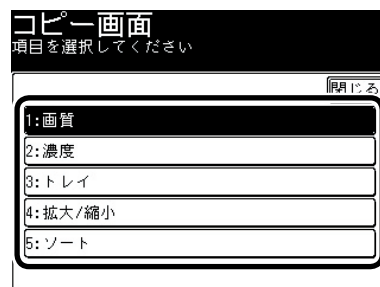 コピー画面
項目を選択してください
閉じる
1:画質
2:濃度
3:トレイ
4:拡大/縮小
5:ソート